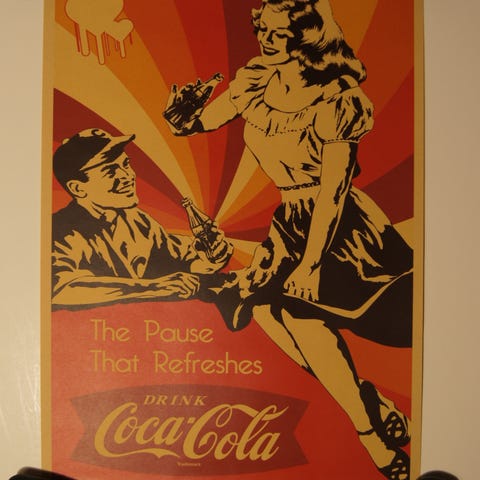 C
The Pause
That Refreshes
DRINK
Coca-Cola